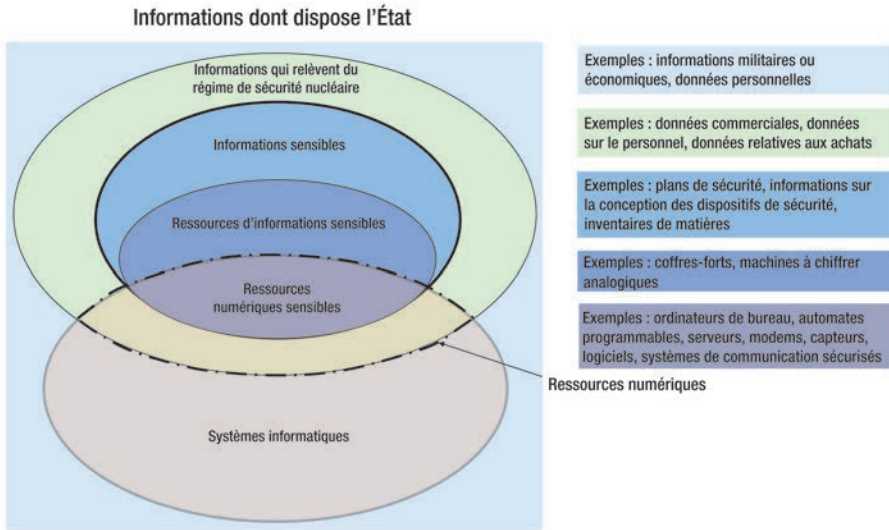 Informations dont dispose l’État
Informations qui relèvent du
régime de sécurité nucléaire
Informations sensibles
Ressources d’informations sensibles
Ressources
numériques sensibles
Systèmes informatiques
Ressources numériques
Exemples : informations militaires ou
économiques, données personnelles
Exemples : données commerciales, données
sur le personnel, données relatives aux achats
Exemples : plans de sécurité, informations sur
la conception des dispositifs de sécurité,
inventaires de matières
Exemples : coffres-forts, machines à chiffrer
analogiques
Exemples : ordinateurs de bureau, automates
programmables, serveurs, modems, capteurs,
logiciels, systèmes de communication sécurisés